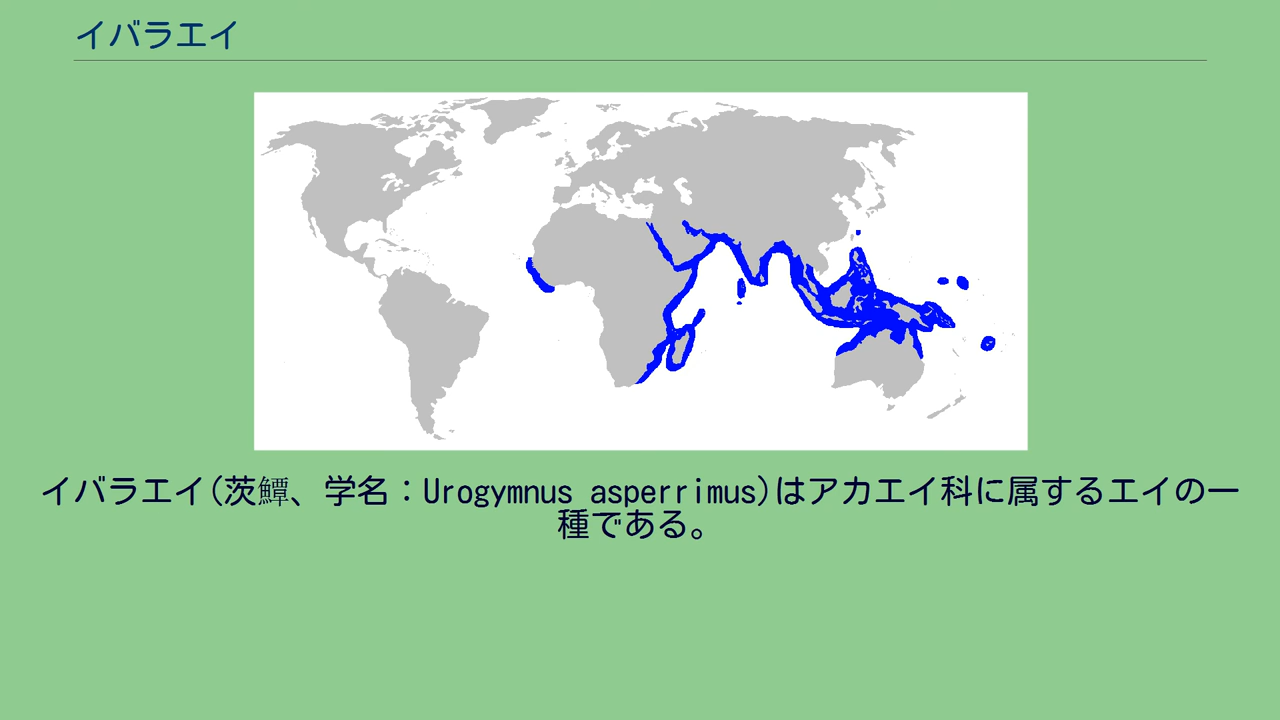 イバラエイ
イバラエイ(茨鱏、学名：Urogymnus asperrimus)はアカエイ科に属するエイの一
種である。